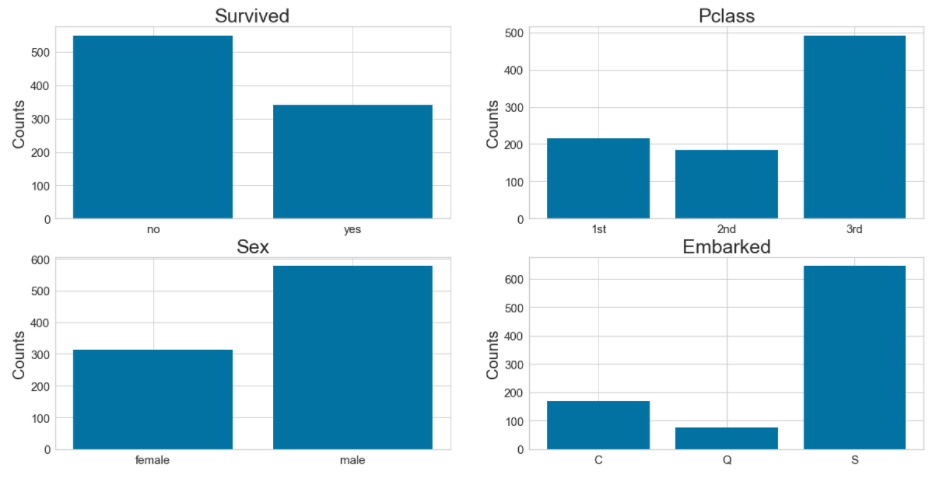 Survived
Counts
500
400
300
200
100
0
no yes
Pclass
Counts
500
400
300
200
100
0
1st 2nd 3rd
Sex
Counts
600
500
400
300
200
100
0
female male
Embarked
Counts
600
500
400
300
200
100
0
C Q S